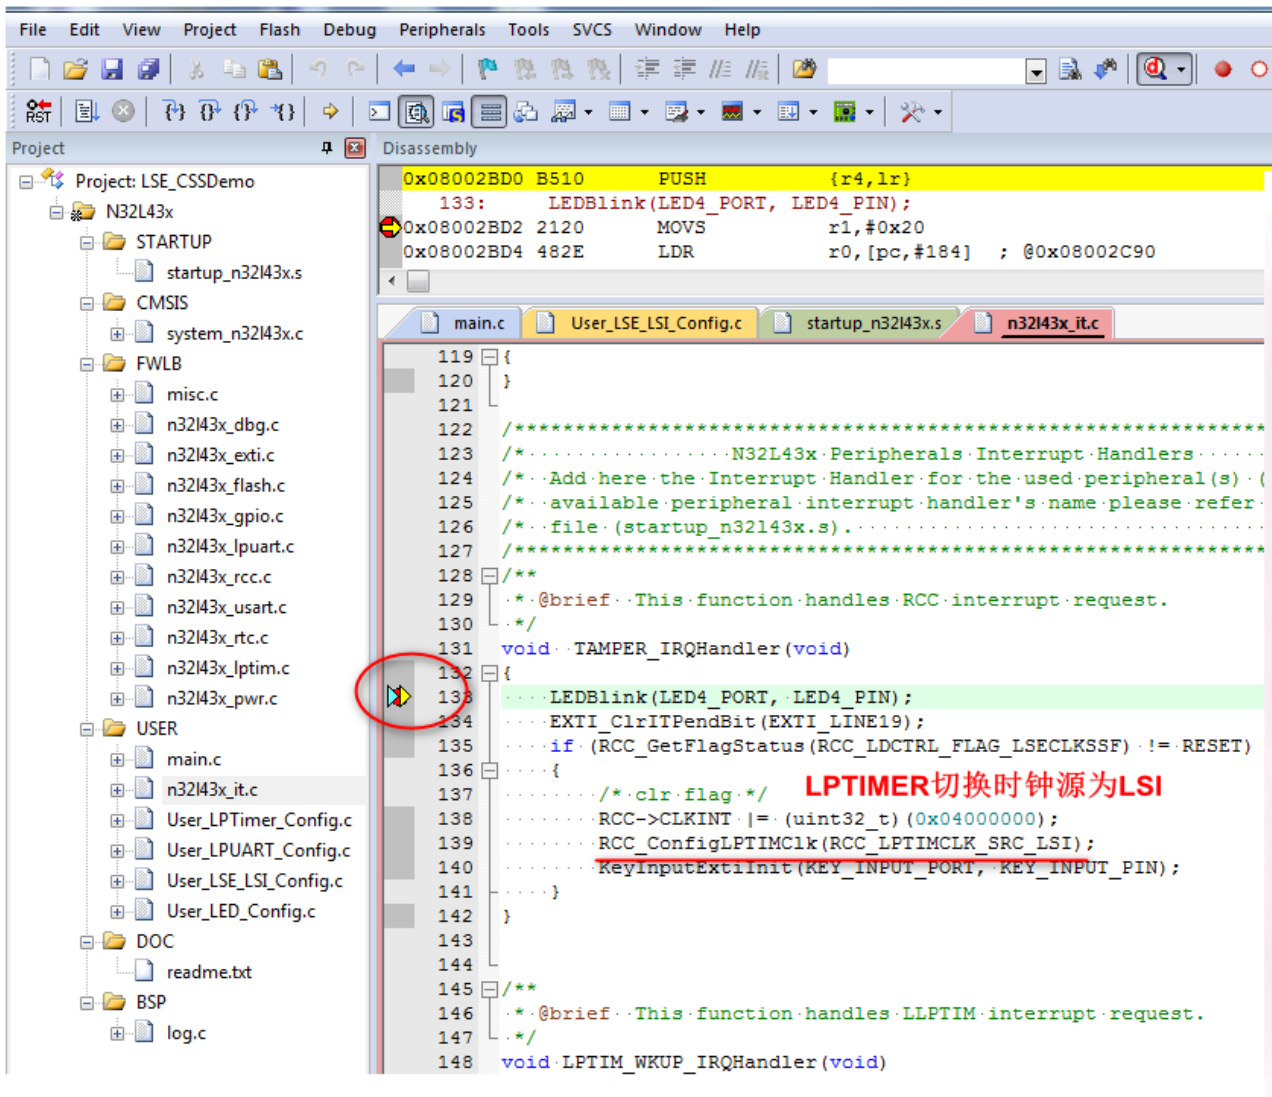 File Edit View Project Flash Debug Peripherals Tools SVCS Window Help
RST
Project
Disassembly
Project: LSE_CSSDemo
N32L43x
STARTUP
startup_n32l43x.s
CMSIS
system_n32l43x.c
FWLB
misc.c
n32l43x_dbg.c
n32l43x_exti.c
n32l43x_flash.c
n32l43x_gpio.c
n32l43x_lpuart.c
n32l43x_rcc.c
n32l43x_usart.c
n32l43x_rtc.c
n32l43x_lptim.c
n32l43x_pwr.c
USER
main.c
n32l43x_it.c
User_LPTimer_Config.c
User_LPUART_Config.c
User_LSE_LSI_Config.c
User_LED_Config.c
DOC
readme.txt
BSP
log.c
0x08002BD0 B510 PUSH {r4,lr}
133: LEDBlink(LED4_PORT, LED4_PIN);
0x08002BD2 2120 MOVS r1,#0x20
0x08002BD4 482E LDR r0,[pc,#184] ; @0x08002C90
main.c User_LSE_LSI_Config.c startup_n32l43x.s n32l43x_it.c
119 {
120 }
121
122 /***************************************************************
123 /* N32L43x Peripherals Interrupt Handlers
124 /* Add here the Interrupt Handler for the used peripheral(s) (
125 /* available peripheral interrupt handler's name please refer
126 /* file (startup_n32l43x.s).
127 /***************************************************************
128 /**
129 * @brief This function handles RCC interrupt request.
130 */
131 void TAMPER_IRQHandler(void)
132 {
133 LEDBlink(LED4_PORT, LED4_PIN);
134 EXTI_ClrITPendBit(EXTI_LINE19);
135 if (RCC_GetFlagStatus(RCC_LDCTRL_FLAG_LSECLKSSF) != RESET)
136 {
137 /* clr flag */ LPTIMER切换时钟源为LSI
138 RCC->CLKINT |= (uint32_t)(0x04000000);
139 RCC_ConfigLPTIMClk(RCC_LPTIMCLK_SRC_LSI);
140 KeyInputExtiInit(KEY_INPUT_PORT, KEY_INPUT_PIN);
141 }
142 }
143
144
145 /**
146 * @brief This function handles LLPTIM interrupt request.
147 */
148 void LPTIM_WKUP_IRQHandler(void)